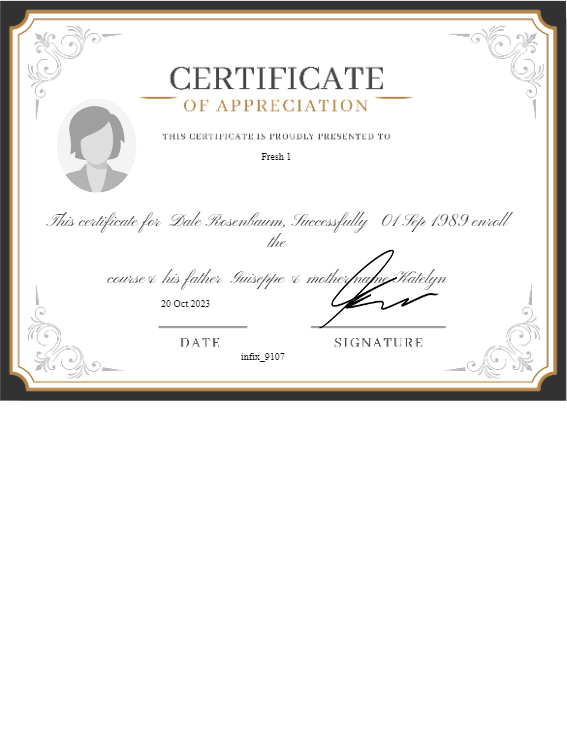 CERTIFICATE
OF APPRECIATION
THIS CERTIFICATE IS PROUDLY PRESENTED TO
Fresh 1
This certificate for Dale Rosenbaum, Successfully 01 Sep 1989 enroll
the
course & his father Guiseppe & mother name Katelyn
20 Oct 2023
DATE SIGNATURE
infix_9107